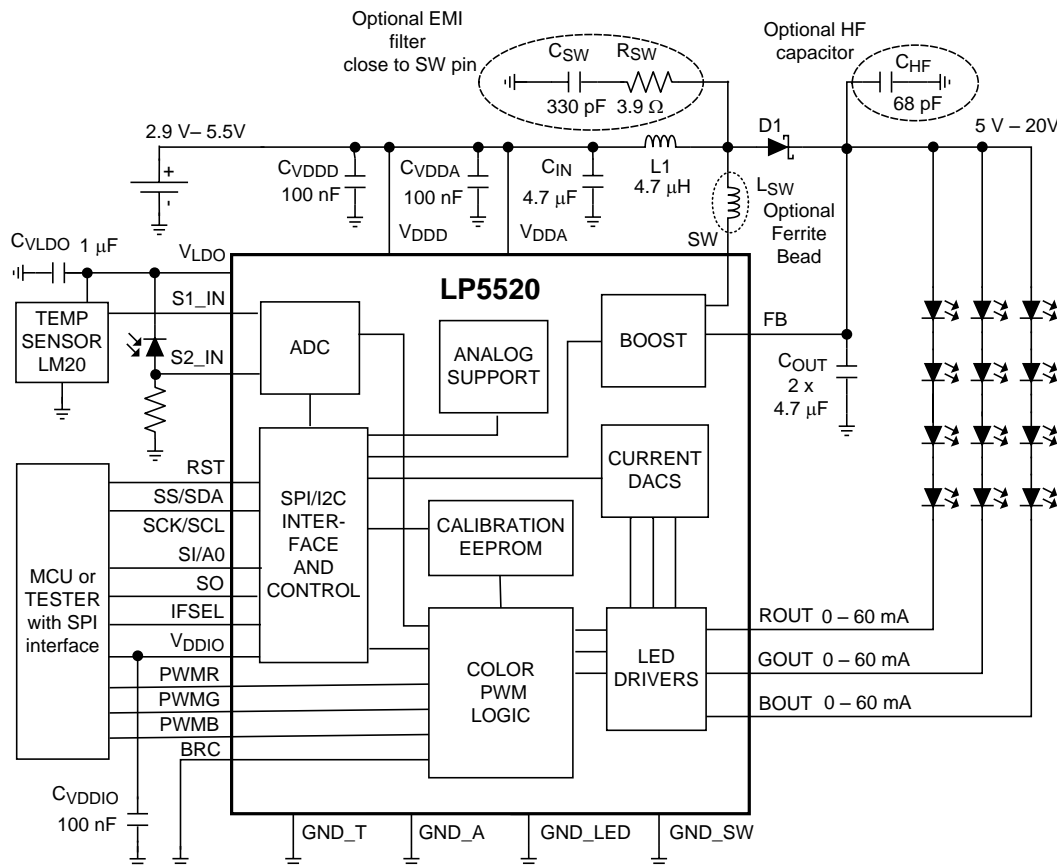 Optional EMI
filter
close to SW pin
CSW
RSW
330 pF
3.9 Ω
Optional HF
capacitor
CHF
68 pF
2.9 V– 5.5V
+
-
CVDDD
100 nF
CVDDA
100 nF
CIN
4.7 μF
L1
4.7 μH
D1
5 V – 20V
LSW
Optional
Ferrite
Bead
VDDD
VDDA
SW
CVLDO 1 μF
VLDO
LP5520
S1_IN
TEMP
SENSOR
LM20
S2_IN
ADC
ANALOG
SUPPORT
BOOST
FB
COUT
2 x
4.7 μF
RST
SS/SDA
SCK/SCL
SI/A0
SO
IFSEL
VDDIO
PWMR
PWMG
PWMB
BRC
MCU or
TESTER
with SPI
interface
SPI/I2C
INTER-
FACE
AND
CONTROL
CURRENT
DACS
CALIBRATION
EEPROM
COLOR
PWM
LOGIC
LED
DRIVERS
ROUT 0 – 60 mA
GOUT 0 – 60 mA
BOUT 0 – 60 mA
CVDDIO
100 nF
GND_T
GND_A
GND_LED
GND_SW